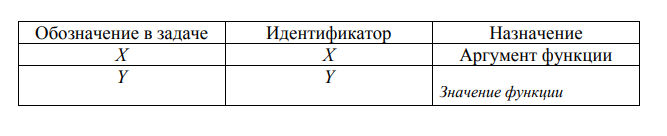 Обозначение в задаче Идентификатор Назначение
X X Аргумент функции
Y Y Значение функции